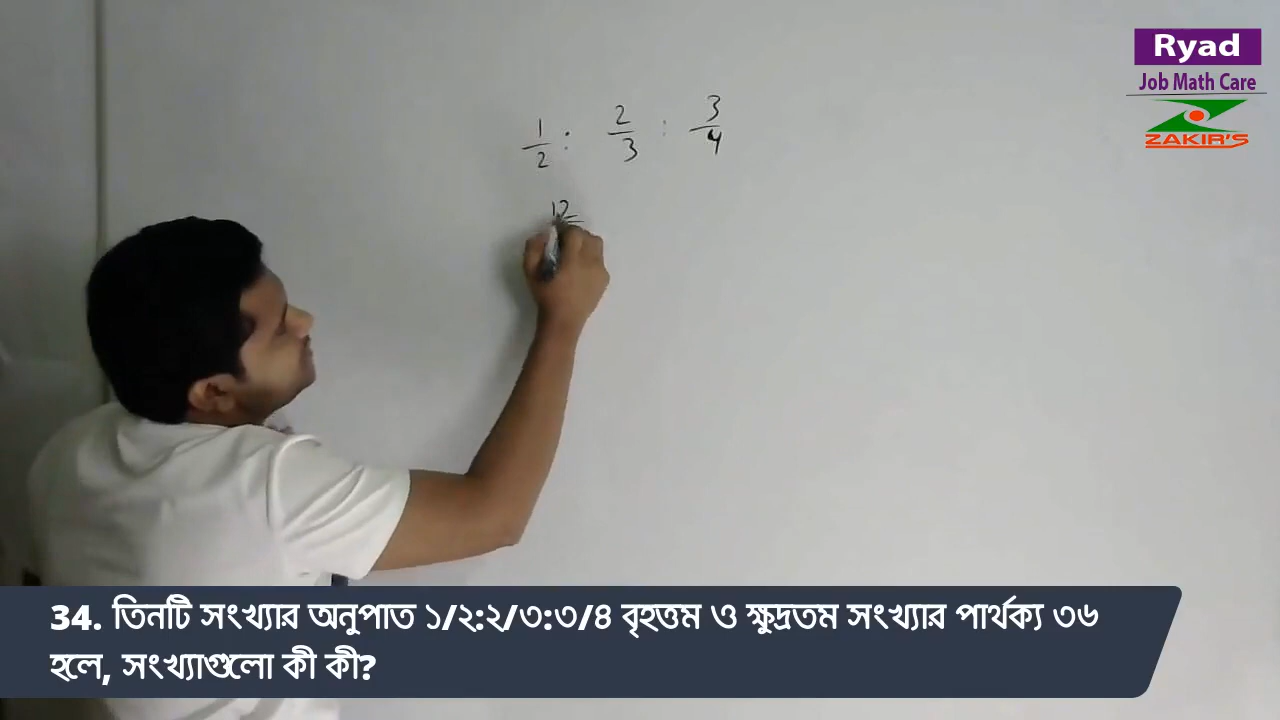 Ryad
Job Math Care
ZAKIR'S
1/2 : 2/3 : 3/4
12
34. তিনটি সংখ্যার অনুপাত ১/২:২/৩:৩/৪ বৃহত্তম ও ক্ষুদ্রতম সংখ্যার পার্থক্য ৩৬
হলে, সংখ্যাগুলো কী কী?